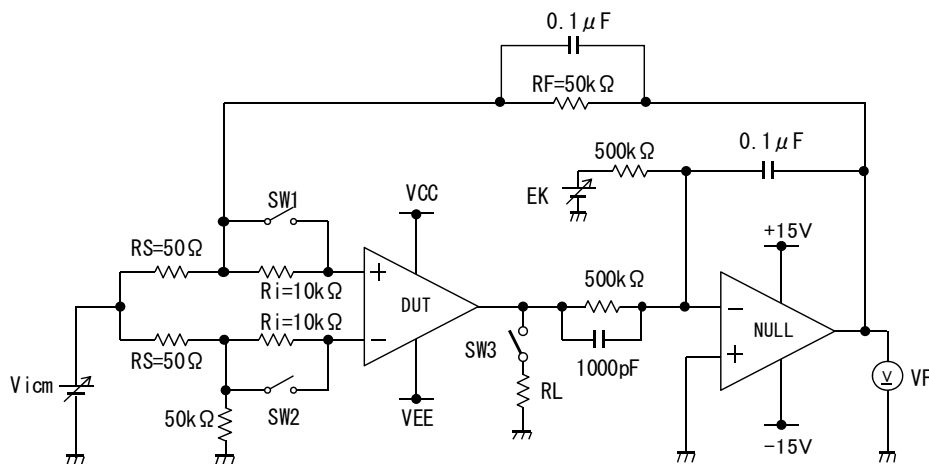 0.1μF
RF=50kΩ
500kΩ
0.1μF
EK
SW1
VCC
+15V
RS=50Ω
Ri=10kΩ
DUT
500kΩ
NULL
Ri=10kΩ
RS=50Ω
SW3
1000pF
Vicm
SW2
50kΩ
VEE
RL
V
VF
-15V